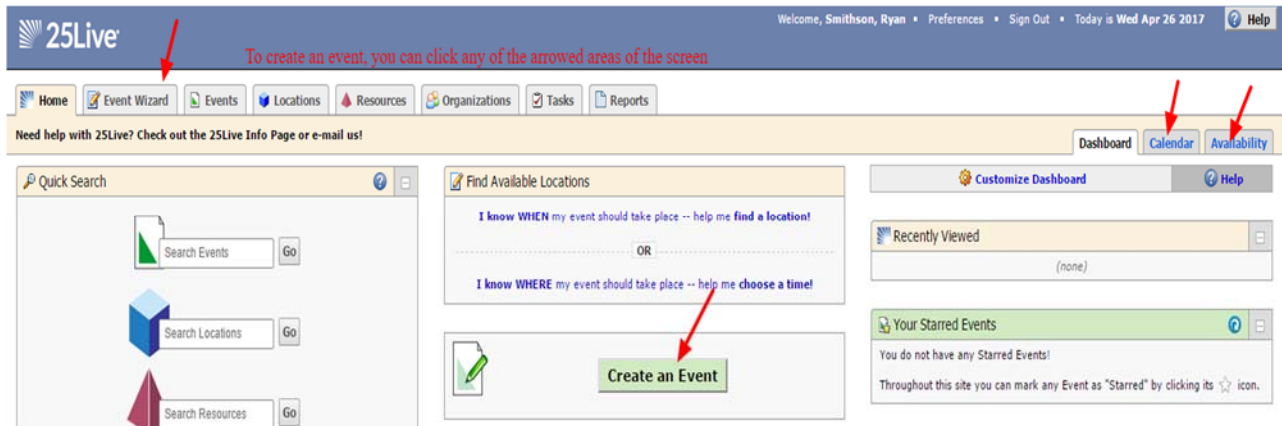 25Live
Welcome, Smithson, Ryan • Preferences • Sign Out • Today is Wed Apr 26 2017
Help
To create an event, you can click any of the arrowed areas of the screen
Home
Event Wizard
Events
Locations
Resources
Organizations
Tasks
Reports
Need help with 25Live? Check out the 25Live Info Page or e-mail us!
Dashboard
Calendar
Availability
Quick Search
Search Events
Go
Search Locations
Go
Search Resources
Go
Find Available Locations
I know WHEN my event should take place -- help me find a location!
OR
I know WHERE my event should take place -- help me choose a time!
Create an Event
Customize Dashboard
Help
Recently Viewed
(none)
Your Starred Events
You do not have any Starred Events!
Throughout this site you can mark any Event as "Starred" by clicking its icon.